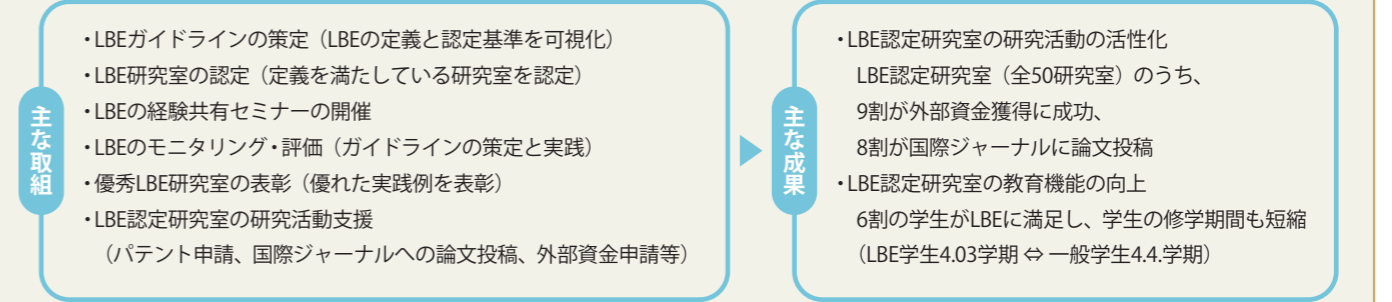 主な取組
・LBEガイドラインの策定（LBEの定義と認定基準を可視化）
・LBE研究室の認定（定義を満たしている研究室を認定）
・LBEの経験共有セミナーの開催
・LBEのモニタリング・評価（ガイドラインの策定と実践）
・優秀LBE研究室の表彰（優れた実践例を表彰）
・LBE認定研究室の研究活動支援
（パテント申請、国際ジャーナルへの論文投稿、外部資金申請等）
主な成果
・LBE認定研究室の研究活動の活性化
LBE認定研究室（全50研究室）のうち、
9割が外部資金獲得に成功、
8割が国際ジャーナルに論文投稿
・LBE認定研究室の教育機能の向上
6割の学生がLBEに満足し、学生の修学期間も短縮
（LBE学生4.03学期 ⇔ 一般学生4.4.学期）